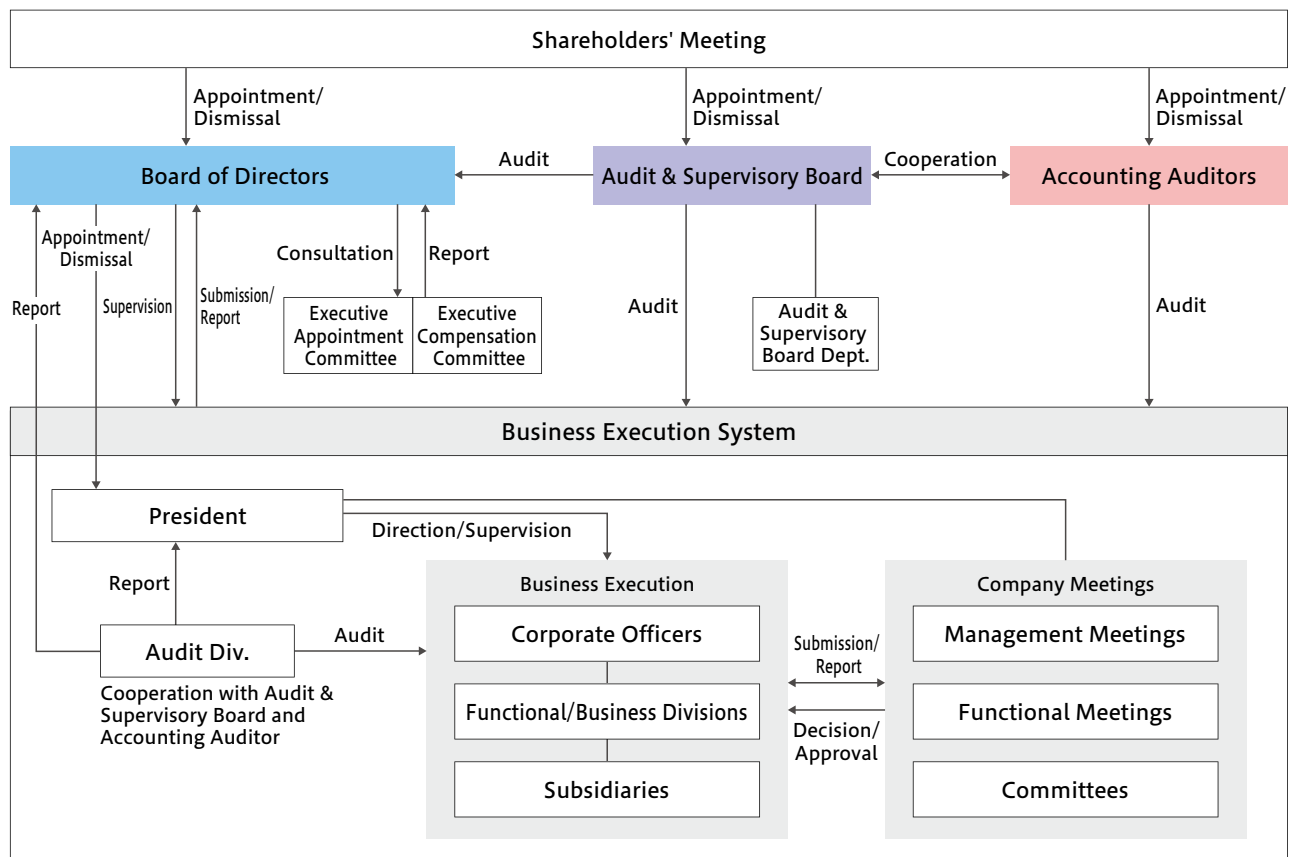 Shareholders' Meeting
Appointment/
Dismissal
Appointment/
Dismissal
Appointment/
Dismissal
Board of Directors
Audit
Audit & Supervisory Board
Cooperation
Accounting Auditors
Report
Appointment/
Dismissal
Supervision
Submission/
Report
Consultation
Report
Executive
Appointment
Committee
Executive
Compensation
Committee
Audit
Audit &
Supervisory
Board Dept.
Audit
Business Execution System
President
Direction/Supervision
Report
Audit Div.
Audit
Cooperation with Audit &
Supervisory Board and
Accounting Auditor
Business Execution
Corporate Officers
Functional/Business Divisions
Subsidiaries
Submission/
Report
Decision/
Approval
Company Meetings
Management Meetings
Functional Meetings
Committees